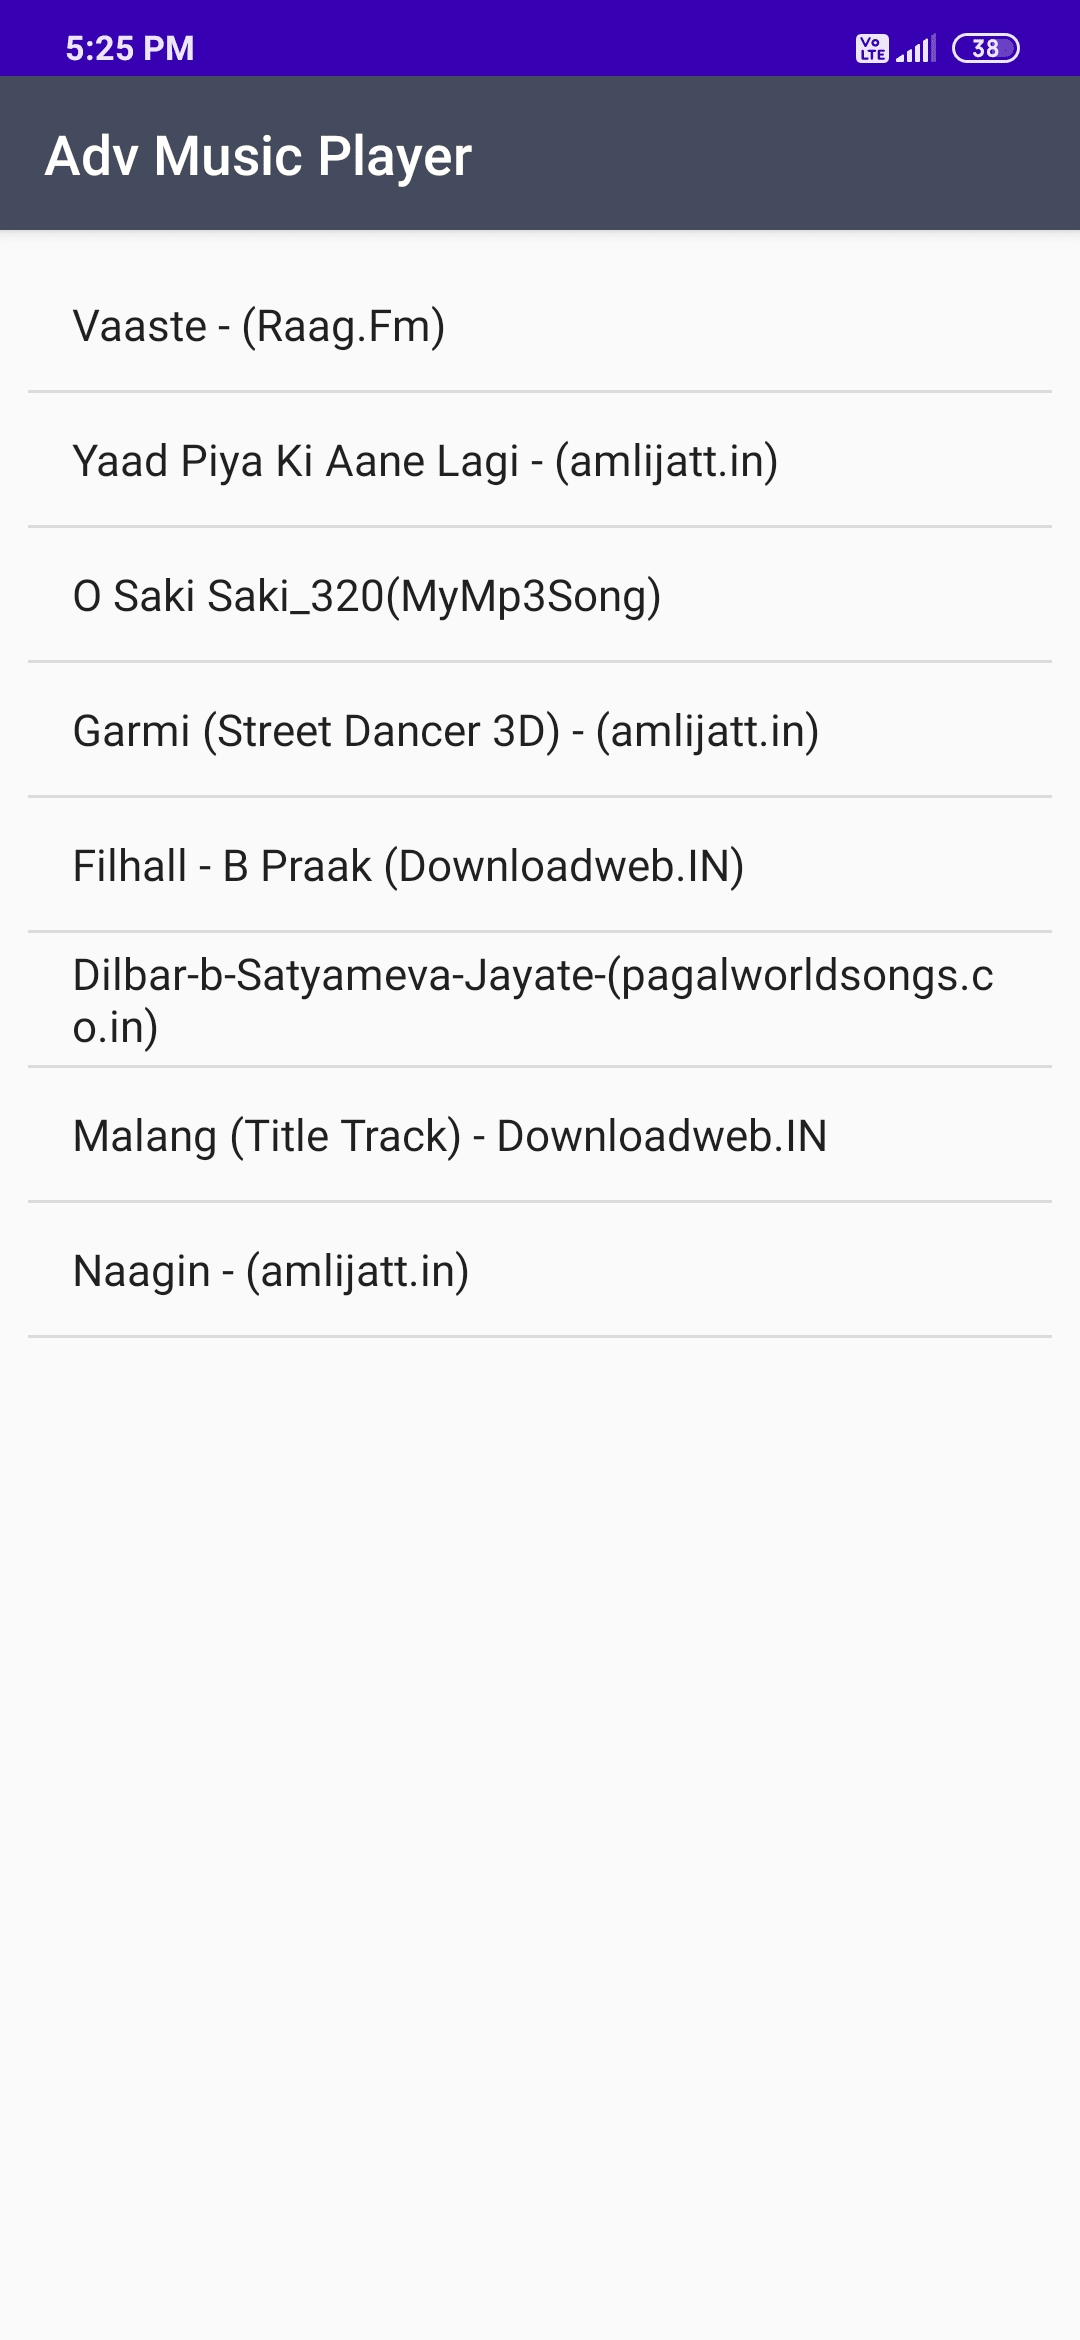 5:25 PM
Vo
LTE
38
Adv Music Player
Vaaste - (Raag.Fm)
Yaad Piya Ki Aane Lagi - (amlijatt.in)
O Saki Saki_320(MyMp3Song)
Garmi (Street Dancer 3D) - (amlijatt.in)
Filhall - B Praak (Downloadweb.IN)
Dilbar-b-Satyameva-Jayate-(pagalworldsongs.c
o.in)
Malang (Title Track) - Downloadweb.IN
Naagin - (amlijatt.in)